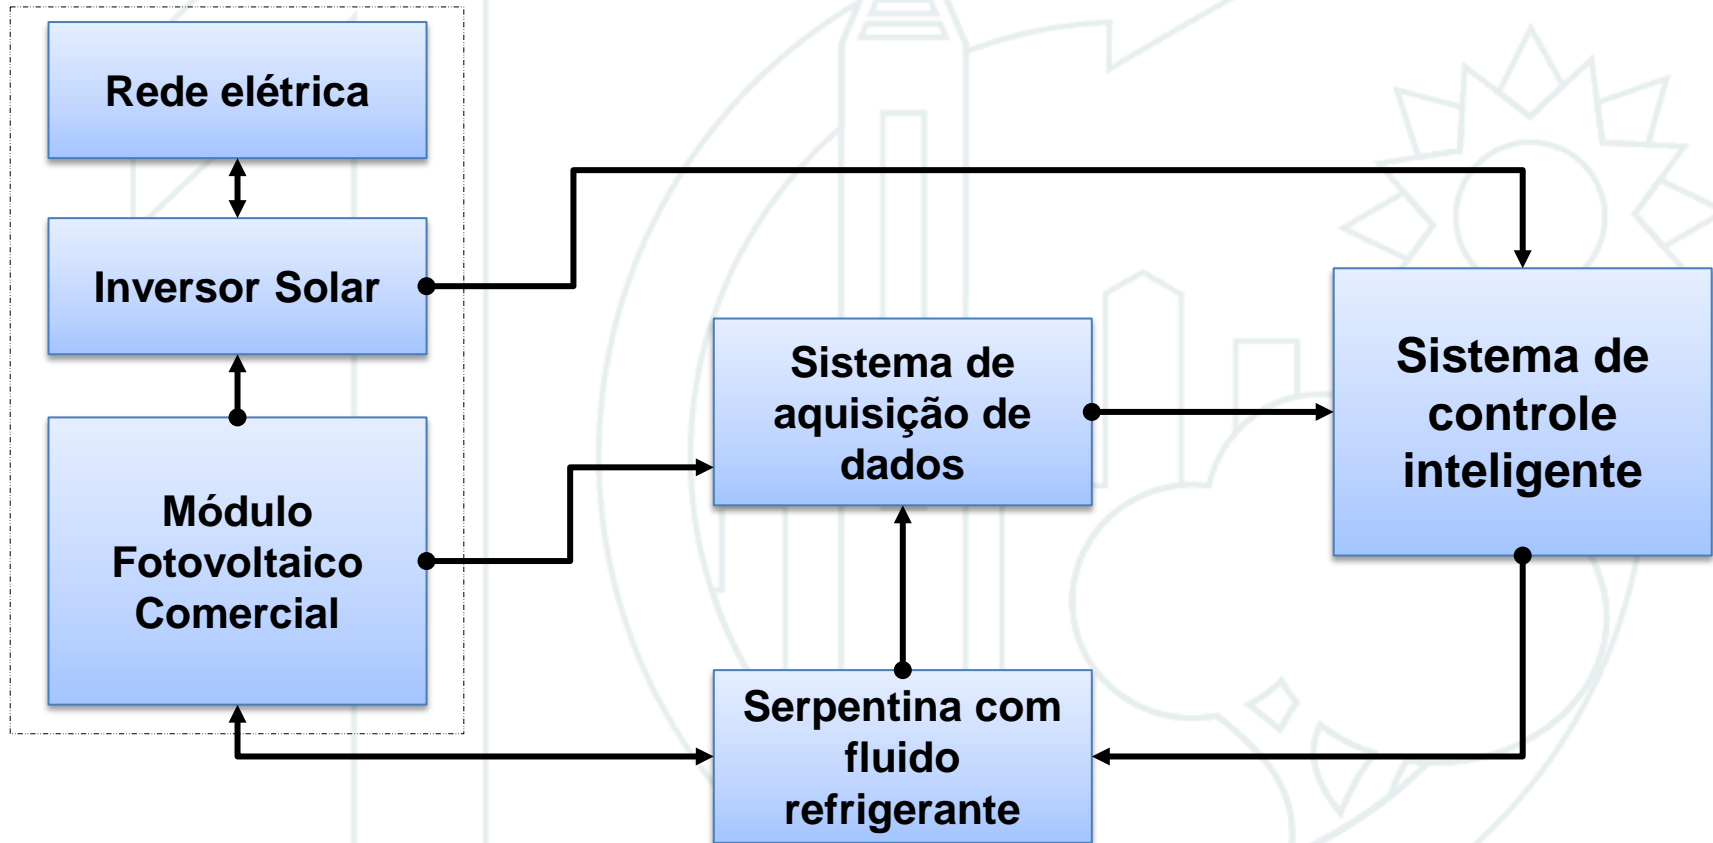 Rede elétrica
Inversor Solar
Módulo
Fotovoltaico
Comercial
Sistema de
aquisição de
dados
Sistema de
controle
inteligente
Serpentina com
fluido
refrigerante